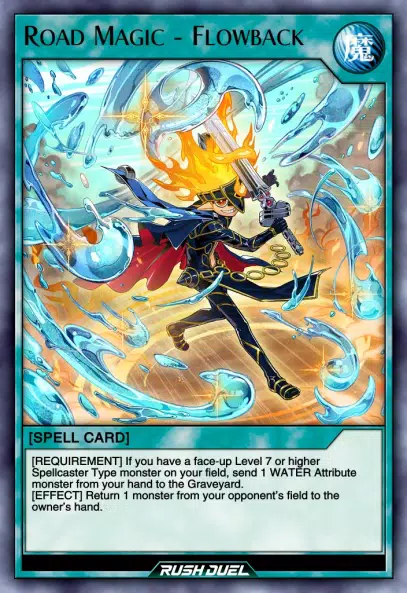 Road Magic - Flowback
魔
[SPELL CARD]
[REQUIREMENT] If you have a face-up Level 7 or higher
Spellcaster Type monster on your field, send 1 WATER Attribute
monster from your hand to the Graveyard.
[EFFECT] Return 1 monster from your opponent's field to the
owner's hand.
RUSH DUEL